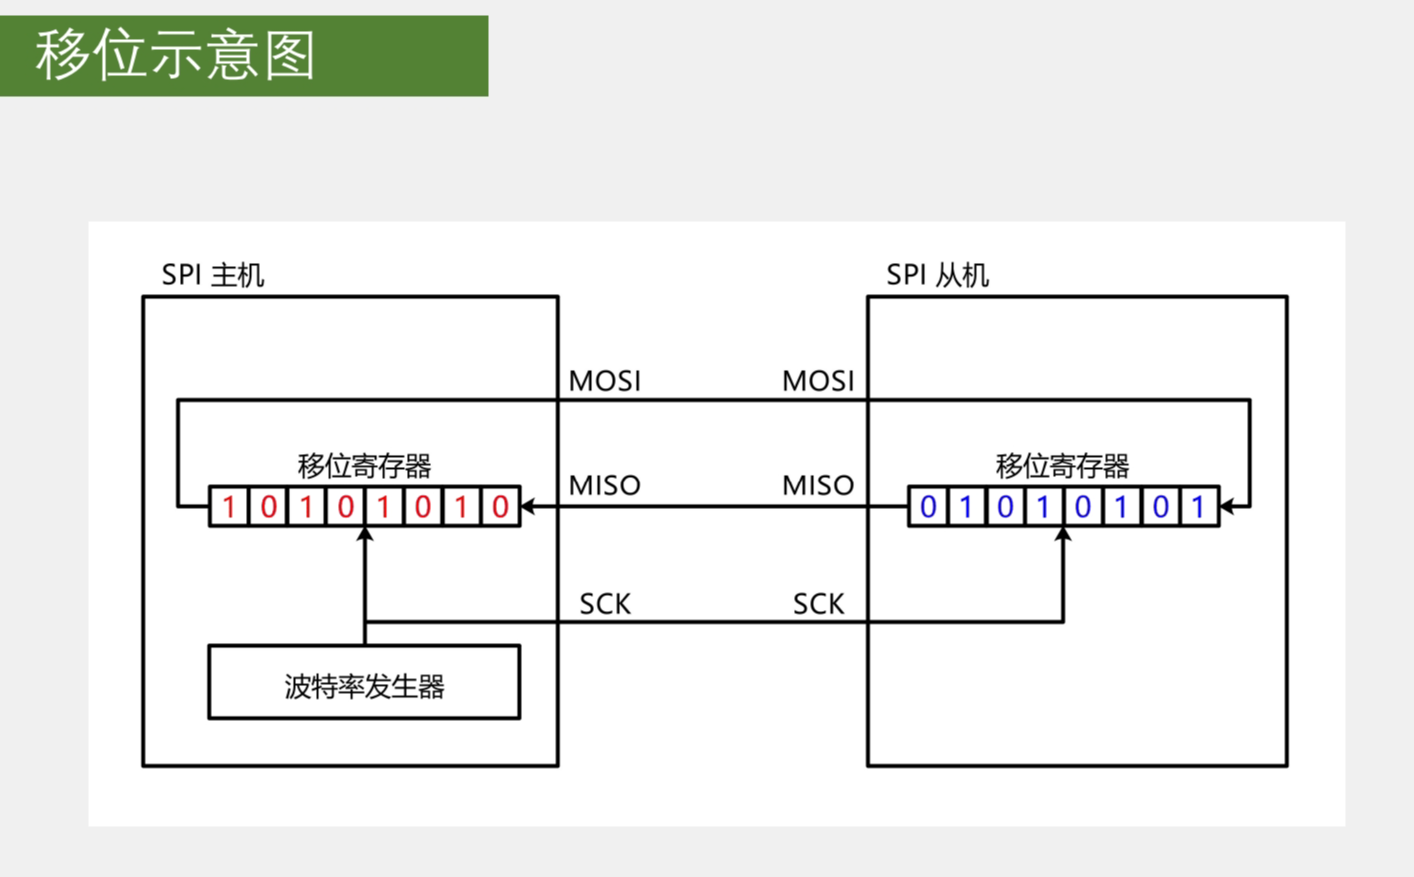 移位示意图
SPI 主机
SPI 从机
MOSI
MOSI
移位寄存器
MISO
MISO
移位寄存器
1 0 1 0 1 0 1 0
0 1 0 1 0 1 0 1
SCK
SCK
波特率发生器